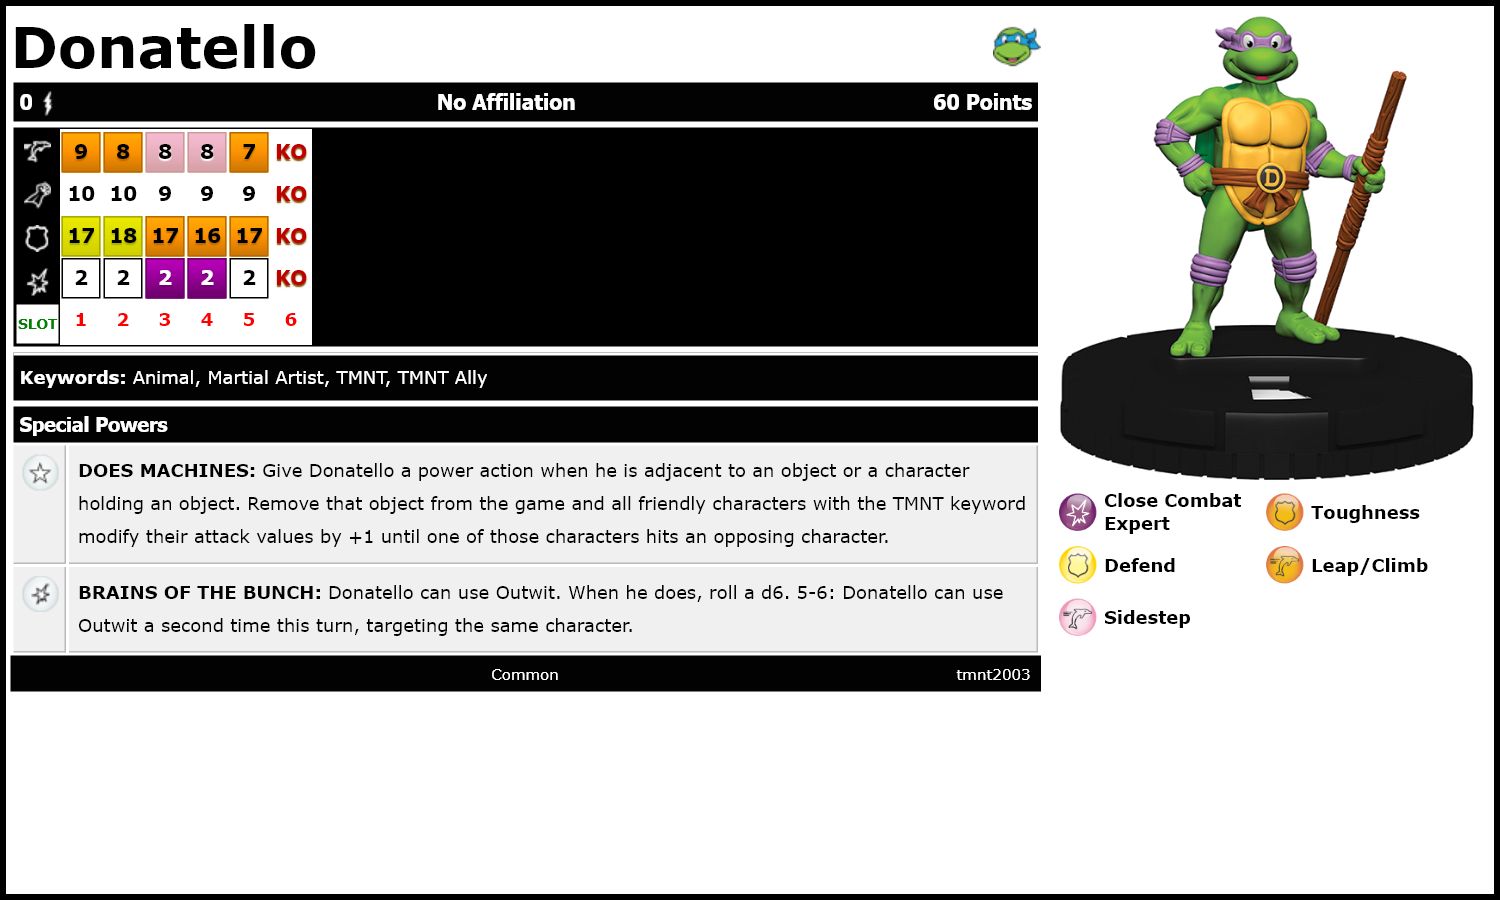 Donatello
0 No Affiliation 60 Points
9 8 8 8 7 KO
10 10 9 9 9 KO
17 18 17 16 17 KO
2 2 2 2 2 KO
SLOT 1 2 3 4 5 6
Keywords: Animal, Martial Artist, TMNT, TMNT Ally
Special Powers
DOES MACHINES: Give Donatello a power action when he is adjacent to an object or a character
holding an object. Remove that object from the game and all friendly characters with the TMNT keyword
modify their attack values by +1 until one of those characters hits an opposing character.
BRAINS OF THE BUNCH: Donatello can use Outwit. When he does, roll a d6. 5-6: Donatello can use
Outwit a second time this turn, targeting the same character.
Common tmnt2003
D
Close Combat
Expert
Toughness
Defend
Leap/Climb
Sidestep